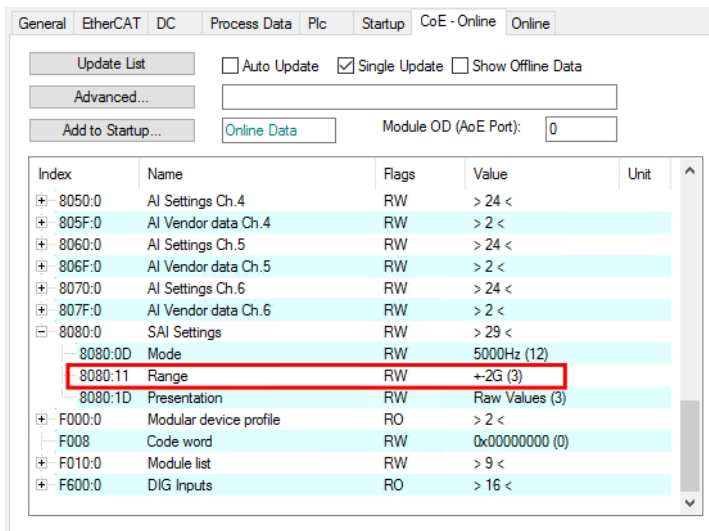 General EtherCAT DC Process Data Plc Startup CoE - Online Online
Update List Auto Update Single Update Show Offline Data
Advanced...
Add to Startup... Online Data Module OD (AoE Port): 0
Index Name Flags Value Unit
8050:0 AI Settings Ch.4 RW > 24 <
805F:0 AI Vendor data Ch.4 RW > 2 <
8060:0 AI Settings Ch.5 RW > 24 <
806F:0 AI Vendor data Ch.5 RW > 2 <
8070:0 AI Settings Ch.6 RW > 24 <
807F:0 AI Vendor data Ch.6 RW > 2 <
8080:0 SAI Settings RW > 29 <
8080:0D Mode RW 5000Hz (12)
8080:11 Range RW +-2G (3)
8080:1D Presentation RW Raw Values (3)
F000:0 Modular device profile RO > 2 <
F008 Code word RW 0x00000000 (0)
F010:0 Module list RW > 9 <
F600:0 DIG Inputs RO > 16 <